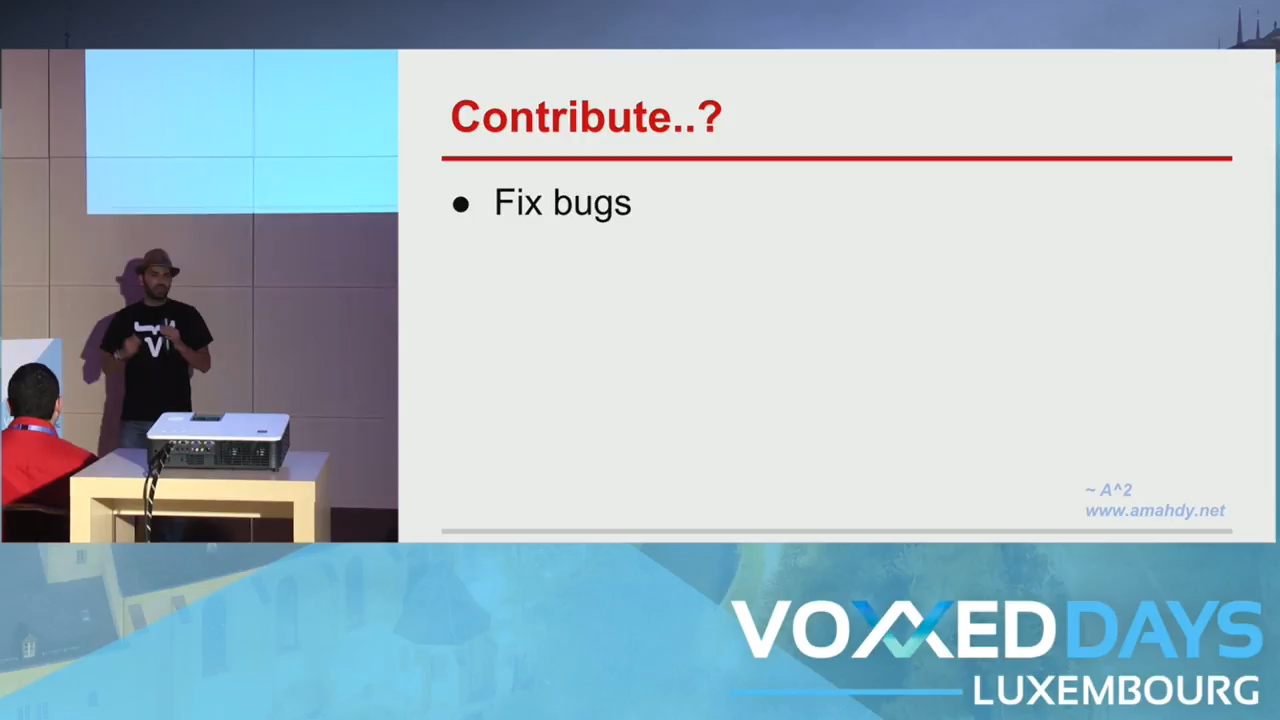 Contribute..?
● Fix bugs
~ A^2
www.amahdy.net
VOXXED DAYS
LUXEMBOURG